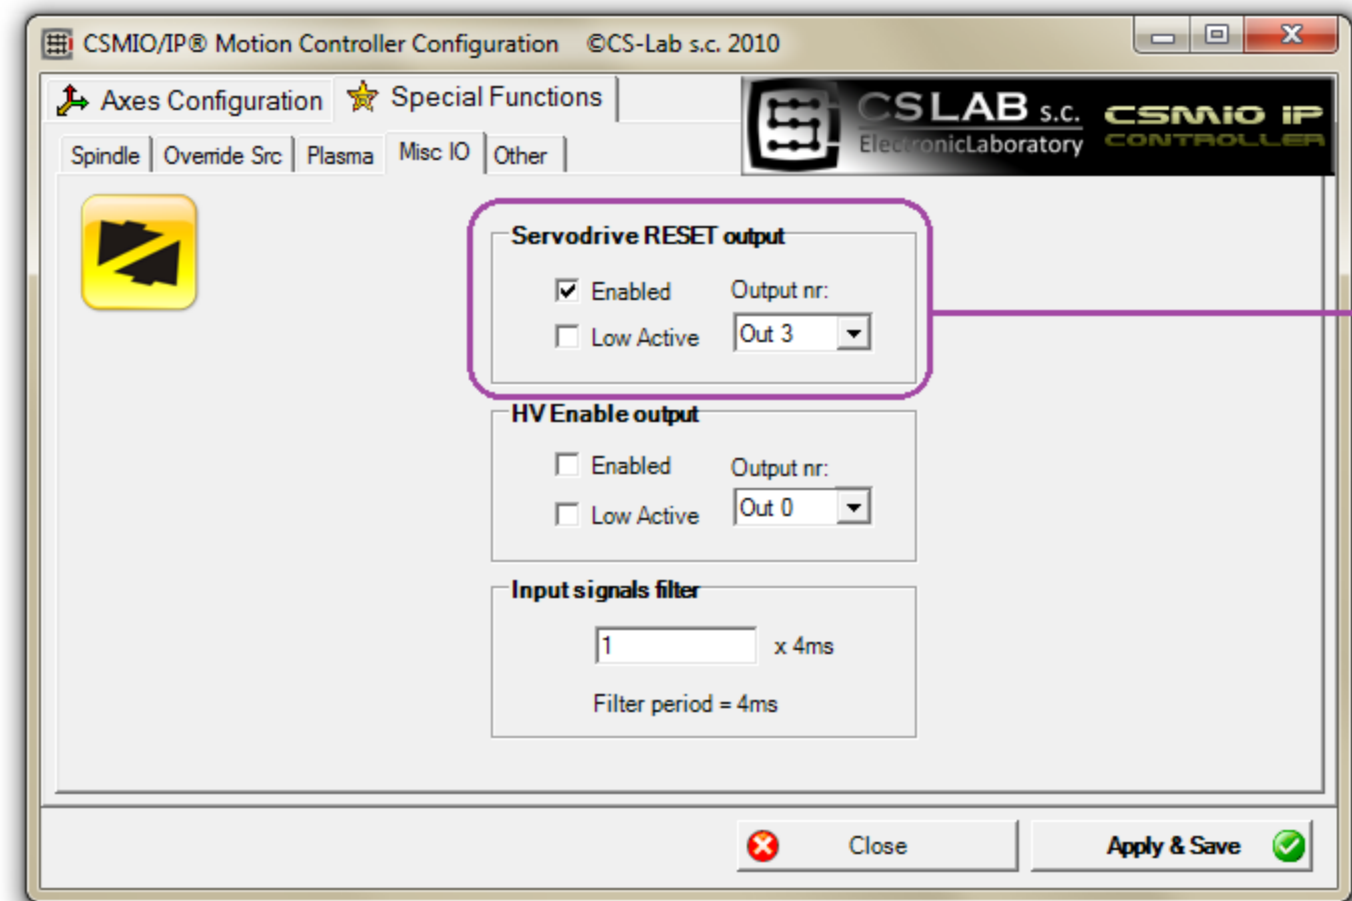 CSMIO/IP® Motion Controller Configuration ©CS-Lab s.c. 2010
Axes Configuration Special Functions
CSLAB s.c. CSMIO IP
ElectronicLaboratory CONTROLLER
Spindle Override Src Plasma Misc IO Other
Servodrive RESET output
Enabled Output nr:
Low Active Out 3
HV Enable output
Enabled Output nr:
Low Active Out 0
Input signals filter
1 x 4ms
Filter period = 4ms
Close Apply & Save